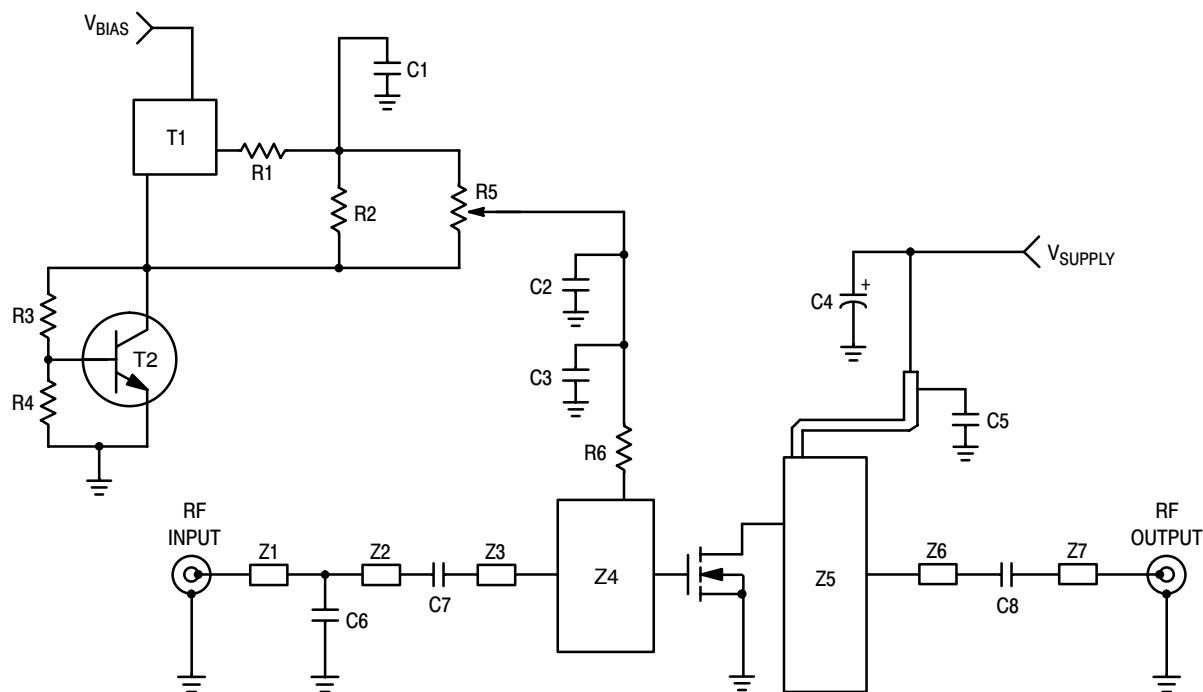 VBIAS
C1
T1
R1
R2
R5
VSUPPLY
C2
C4
+
R3
T2
C3
R4
C5
R6
RF
INPUT
RF
OUTPUT
Z1
Z2
Z3
Z4
Z5
Z6
Z7
C7
C8
C6